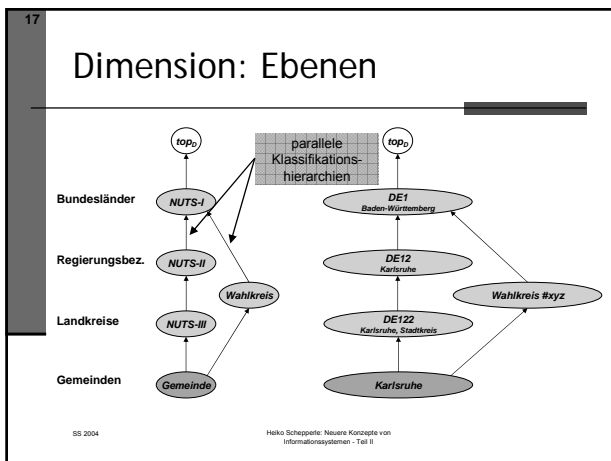 17
Dimension: Ebenen
top_D
parallele
Klassifikations-
hierarchien
top_D
Bundesländer
NUTS-I
DE1
Baden-Württemberg
Regierungsbez.
NUTS-II
DE12
Karlsruhe
Wahlkreis
Wahlkreis #xyz
Landkreise
NUTS-III
DE122
Karlsruhe, Stadtkreis
Gemeinden
Gemeinde
Karlsruhe
SS 2004
Heiko Schepperle: Neuere Konzepte von
Informationssystemen - Teil II